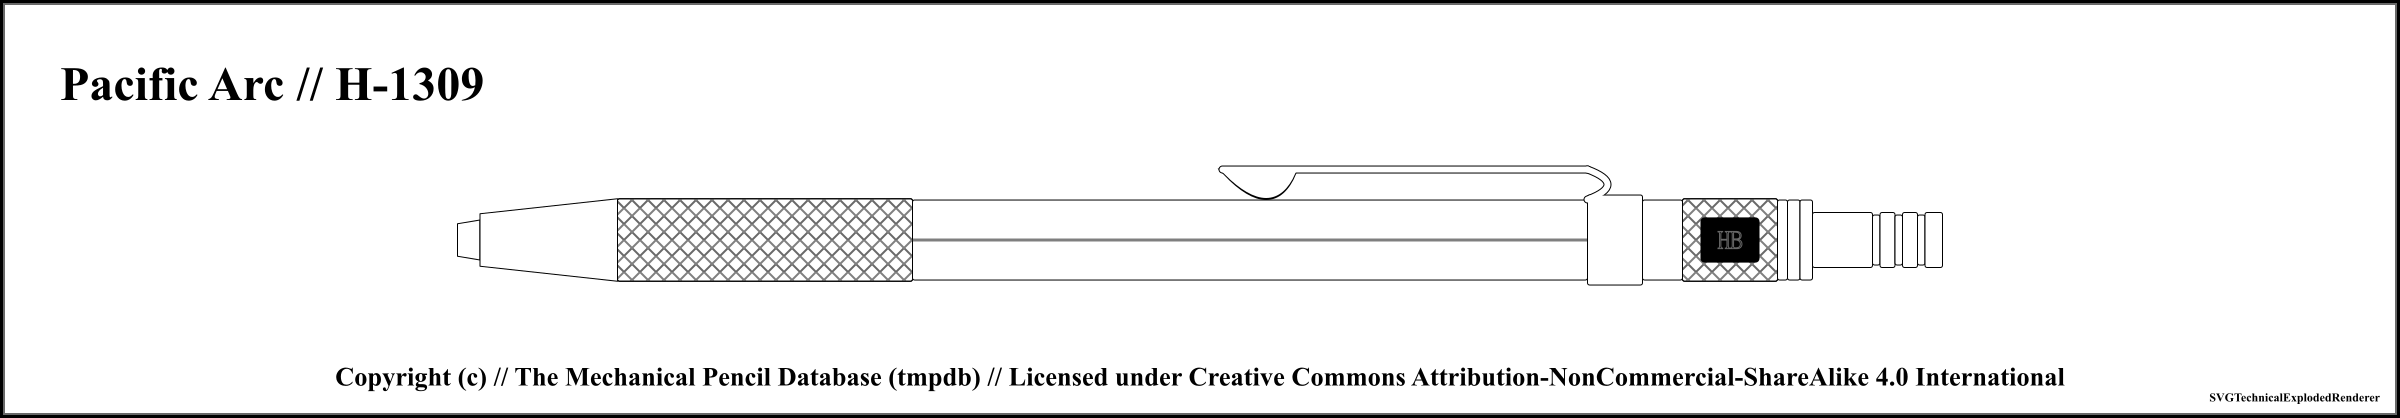 Pacific Arc // H-1309
HB
Copyright (c) // The Mechanical Pencil Database (tmpdb) // Licensed under Creative Commons Attribution-NonCommercial-ShareAlike 4.0 International
SVGTechnicalExplodedRenderer